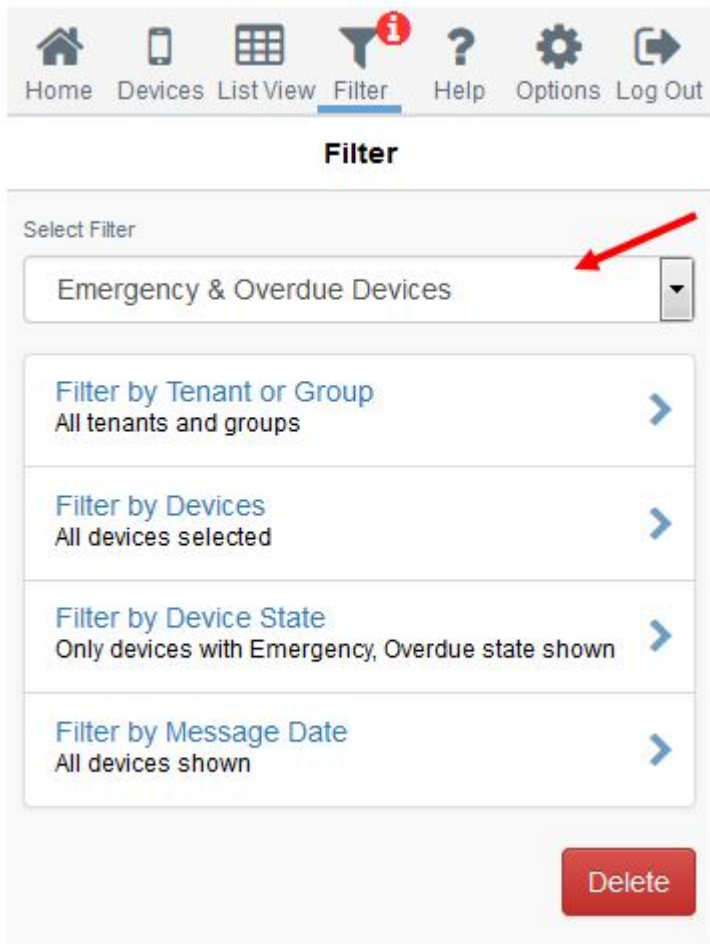 Home Devices List View Filter Help Options Log Out
Filter
Select Filter
Emergency & Overdue Devices
Filter by Tenant or Group
All tenants and groups
Filter by Devices
All devices selected
Filter by Device State
Only devices with Emergency, Overdue state shown
Filter by Message Date
All devices shown
Delete